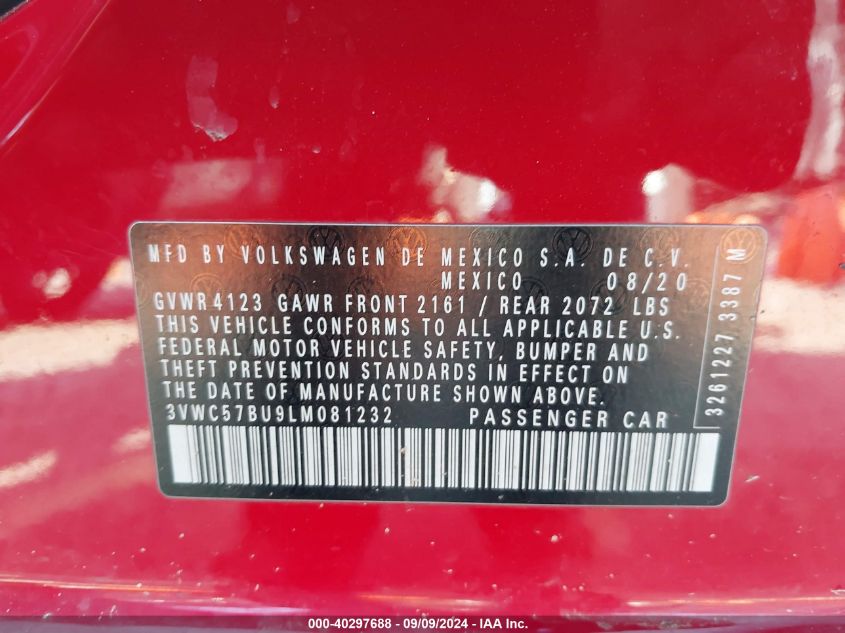 MFD BY VOLKSWAGEN DE MEXICO S.A. DE C.V.
MEXICO 08/20
GVWR 4123 GAWR FRONT 2161 / REAR 2072 LBS
THIS VEHICLE CONFORMS TO ALL APPLICABLE U.S.
FEDERAL MOTOR VEHICLE SAFETY, BUMPER AND
THEFT PREVENTION STANDARDS IN EFFECT ON
THE DATE OF MANUFACTURE SHOWN ABOVE.
3VWC57BU9LM081232 PASSENGER CAR
3261227 3387 M
000-40297688 - 09/09/2024 - IAA Inc.